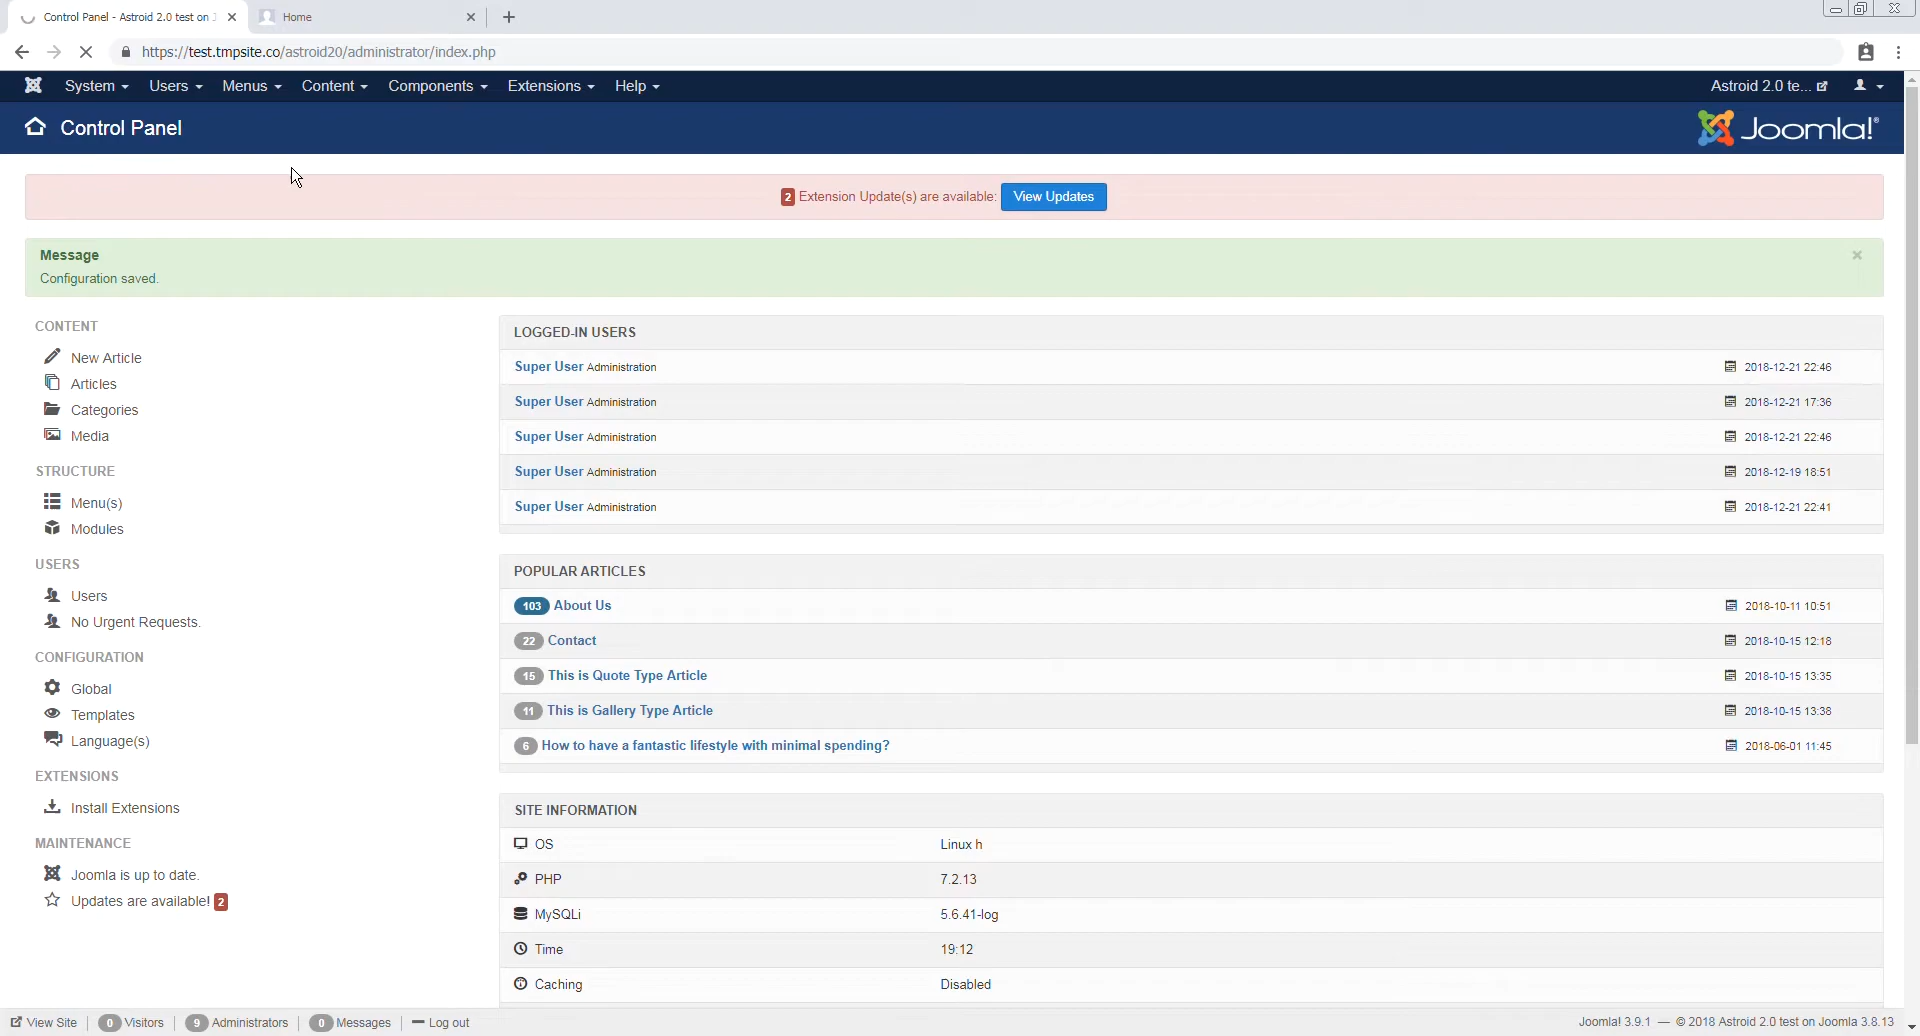 Control Panel - Astroid 2.0 test on J
Home
https://test.tmpsite.co/astroid20/administrator/index.php
System Users Menus Content Components Extensions Help Astroid 2.0 te...
Control Panel Joomla!®
2 Extension Update(s) are available: View Updates
Message
Configuration saved.
CONTENT
New Article
Articles
Categories
Media
STRUCTURE
Menu(s)
Modules
USERS
Users
No Urgent Requests.
CONFIGURATION
Global
Templates
Language(s)
EXTENSIONS
Install Extensions
MAINTENANCE
Joomla is up to date.
Updates are available! 2
LOGGED-IN USERS
Super User Administration 2018-12-21 22:46
Super User Administration 2018-12-21 17:36
Super User Administration 2018-12-21 22:46
Super User Administration 2018-12-19 18:51
Super User Administration 2018-12-21 22:41
POPULAR ARTICLES
103 About Us 2018-10-11 10:51
22 Contact 2018-10-15 12:18
15 This is Quote Type Article 2018-10-15 13:35
11 This is Gallery Type Article 2018-10-15 13:38
6 How to have a fantastic lifestyle with minimal spending? 2018-06-01 11:45
SITE INFORMATION
OS Linux h
PHP 7.2.13
MySQLi 5.6.41-log
Time 19:12
Caching Disabled
View Site 0 Visitors 9 Administrators 0 Messages Log out Joomla! 3.9.1 — © 2018 Astroid 2.0 test on Joomla 3.8.13